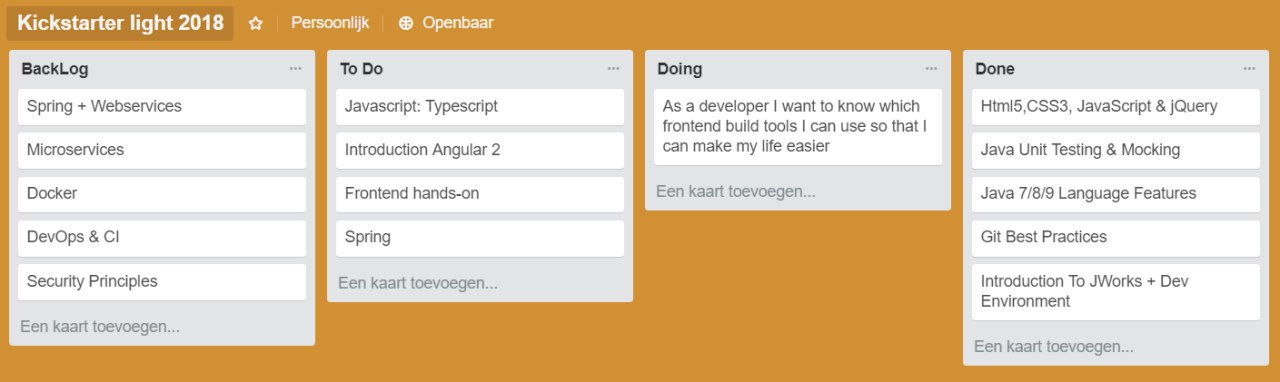 Kickstarter light 2018
Persoonlijk
Openbaar
BackLog
Spring + Webservices
Microservices
Docker
DevOps & CI
Security Principles
Een kaart toevoegen...
To Do
Javascript: Typescript
Introduction Angular 2
Frontend hands-on
Spring
Een kaart toevoegen...
Doing
As a developer I want to know which
frontend build tools I can use so that I
can make my life easier
Een kaart toevoegen...
Done
Html5,CSS3, JavaScript & jQuery
Java Unit Testing & Mocking
Java 7/8/9 Language Features
Git Best Practices
Introduction To JWorks + Dev
Environment
Een kaart toevoegen...